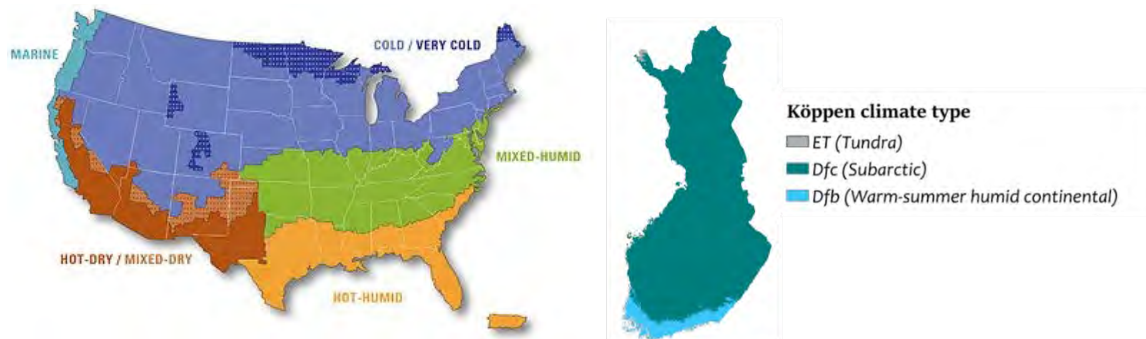 MARINE
COLD / VERY COLD
MIXED-HUMID
HOT-DRY / MIXED-DRY
HOT-HUMID
Köppen climate type
ET (Tundra)
Dfc (Subarctic)
Dfb (Warm-summer humid continental)